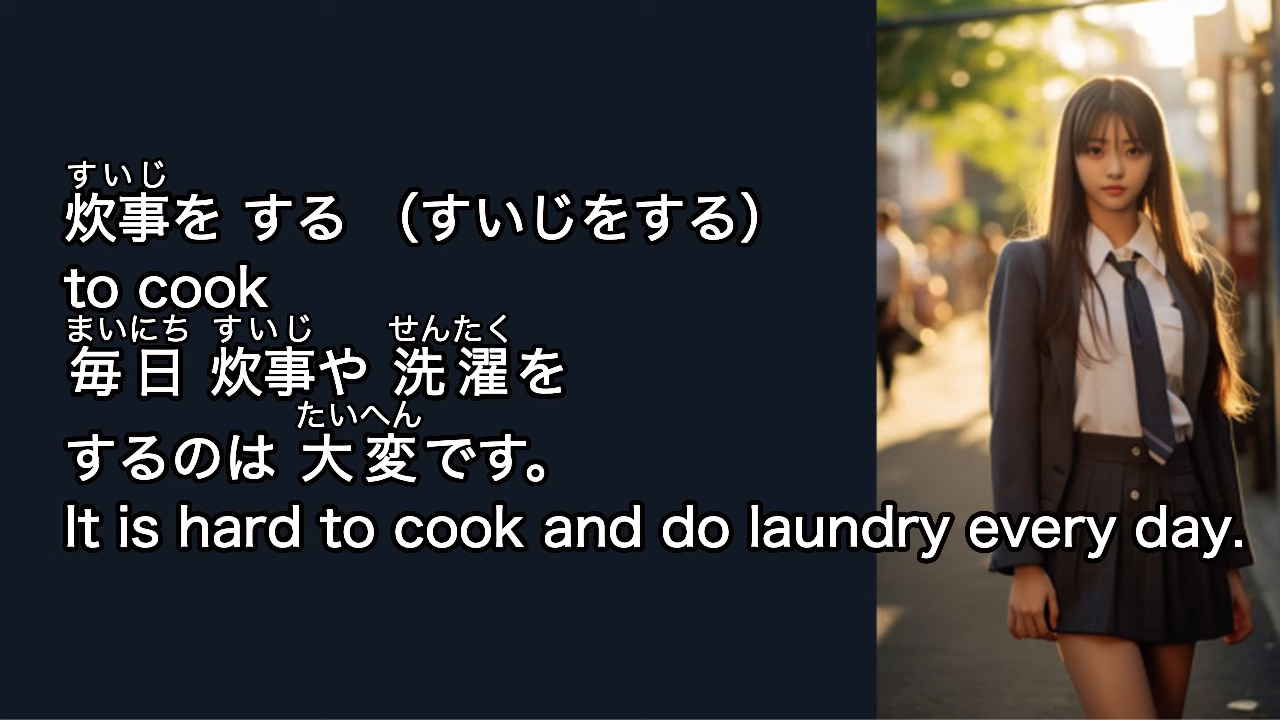 すいじ
炊事を する （すいじをする）
to cook
まいにち すいじ せんたく
毎日 炊事や 洗濯を
たいへん
するのは 大変です。
It is hard to cook and do laundry every day.